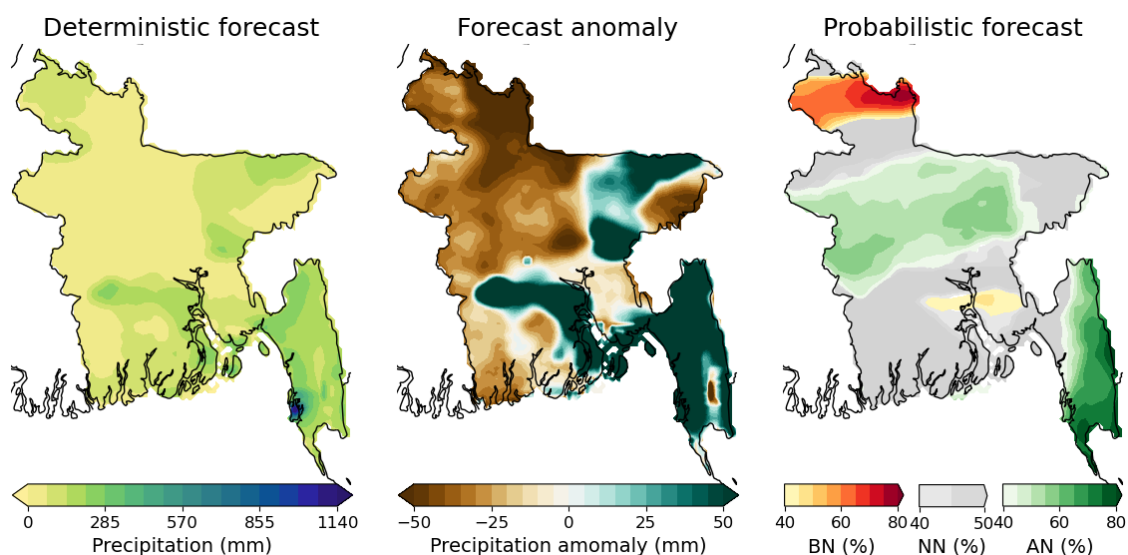 Deterministic forecast
Forecast anomaly
Probabilistic forecast
0 285 570 855 1140
Precipitation (mm)
−50 −25 0 25 50
Precipitation amomaly (mm)
40 60 80
BN (%)
40 50
NN (%)
40 60 80
AN (%)